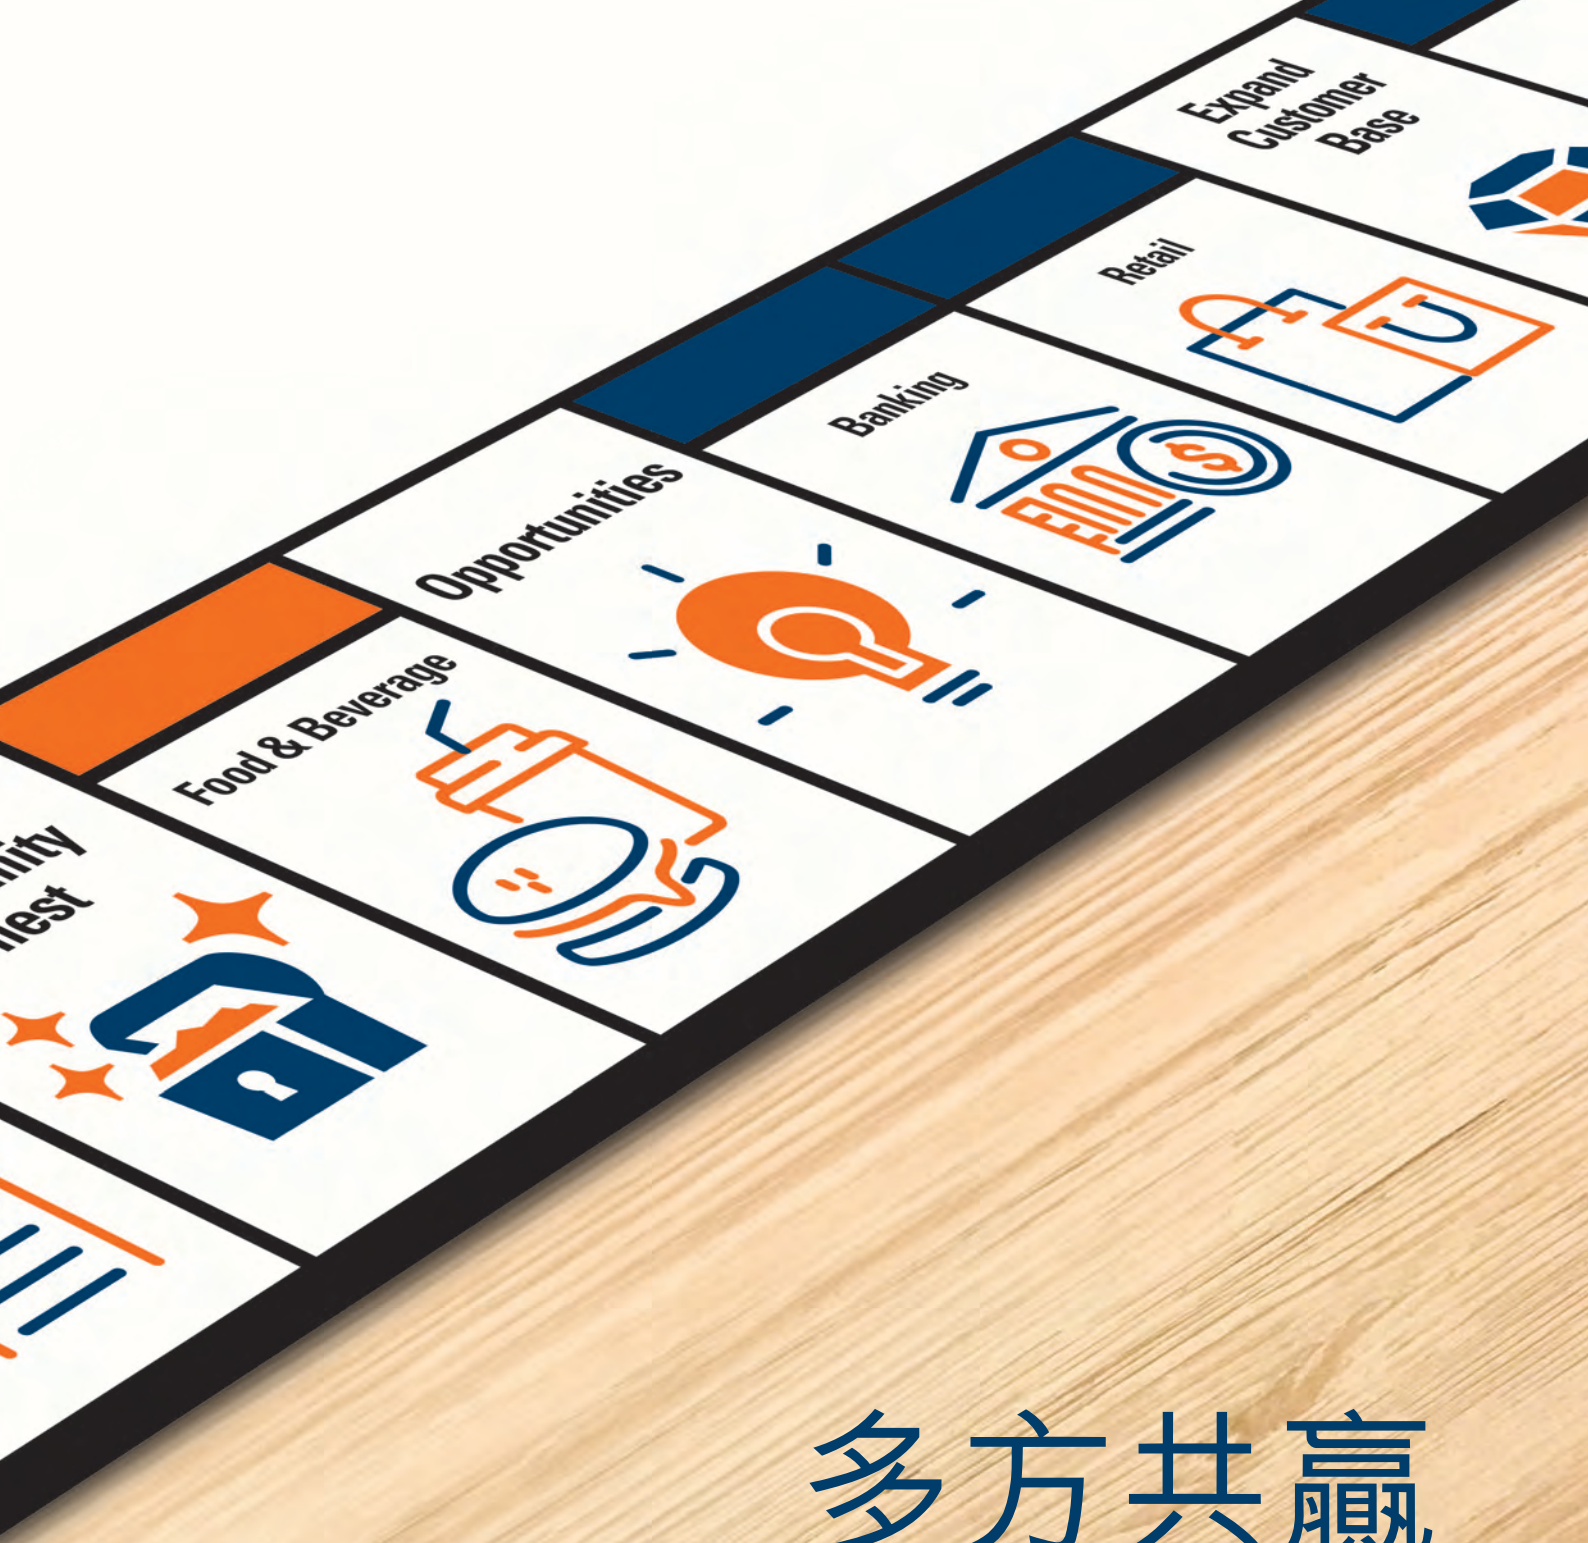 Expand
Customer
Base
Retail
Banking
Opportunities
Food & Beverage
多方共贏